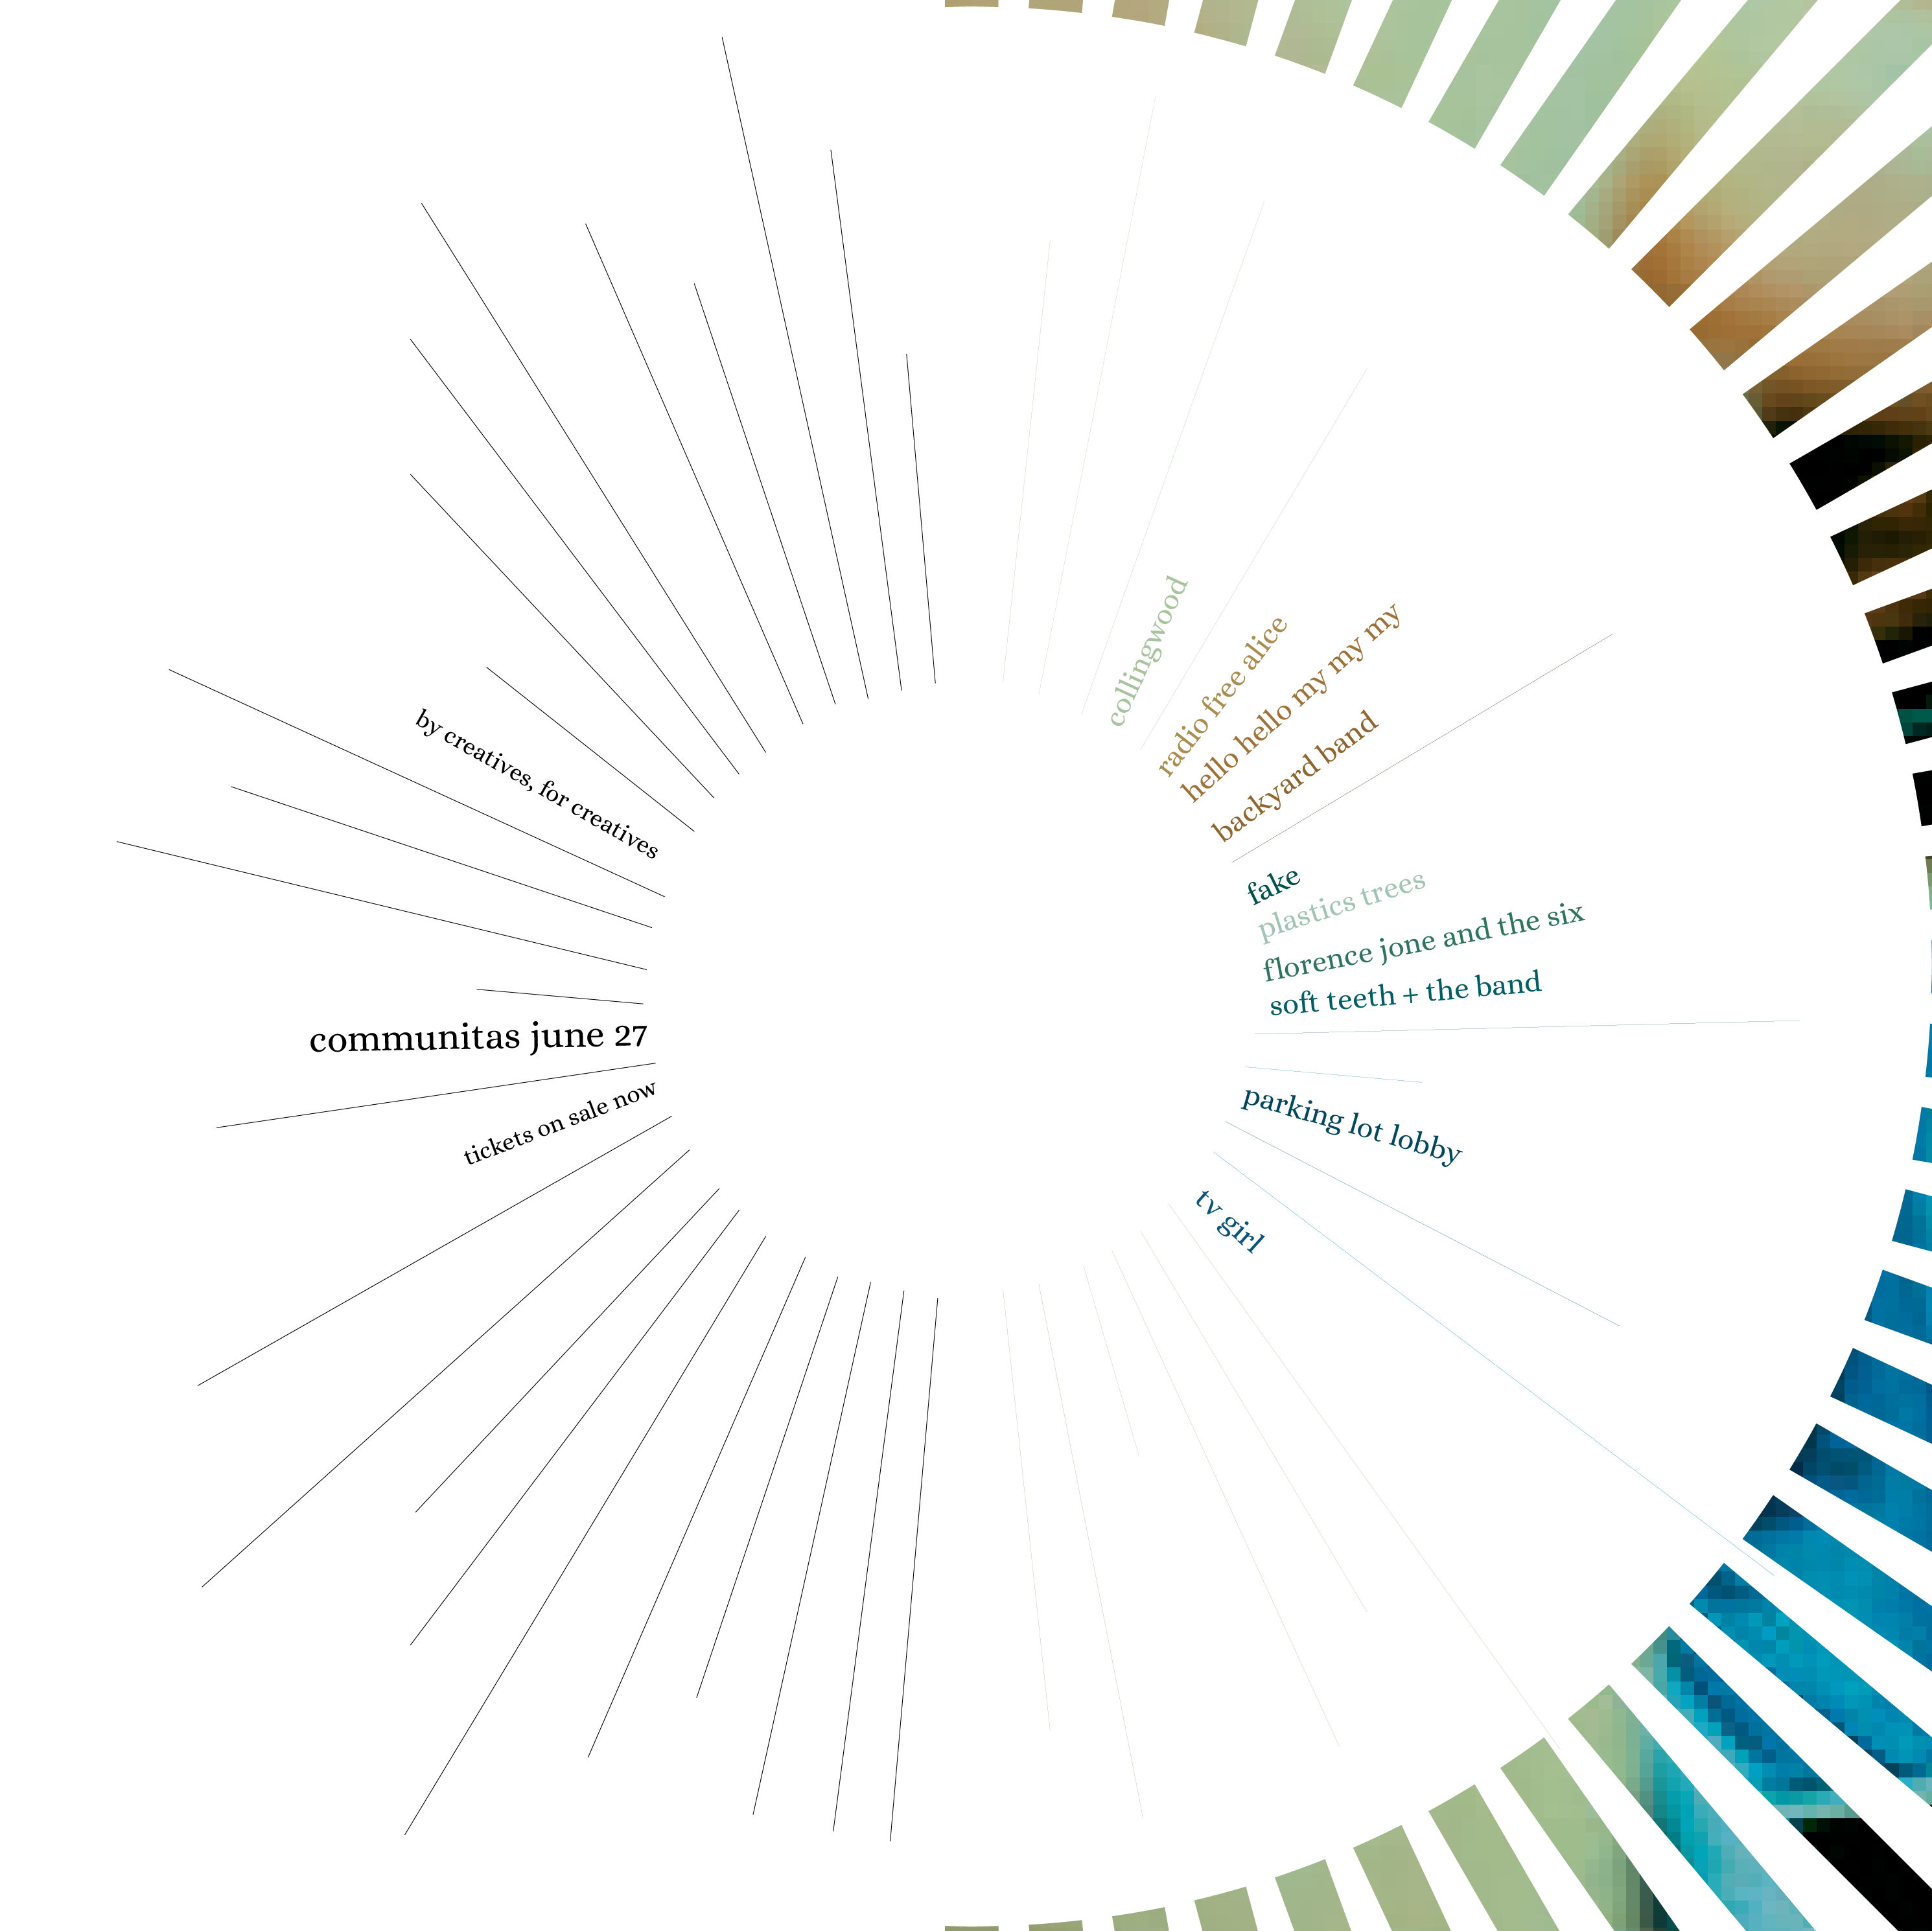 by creatives, for creatives
communitas june 27
tickets on sale now
collingwood
radio free alice
hello hello my my my
backyard band
fake
plastics trees
florence jone and the six
soft teeth + the band
parking lot lobby
tv girl